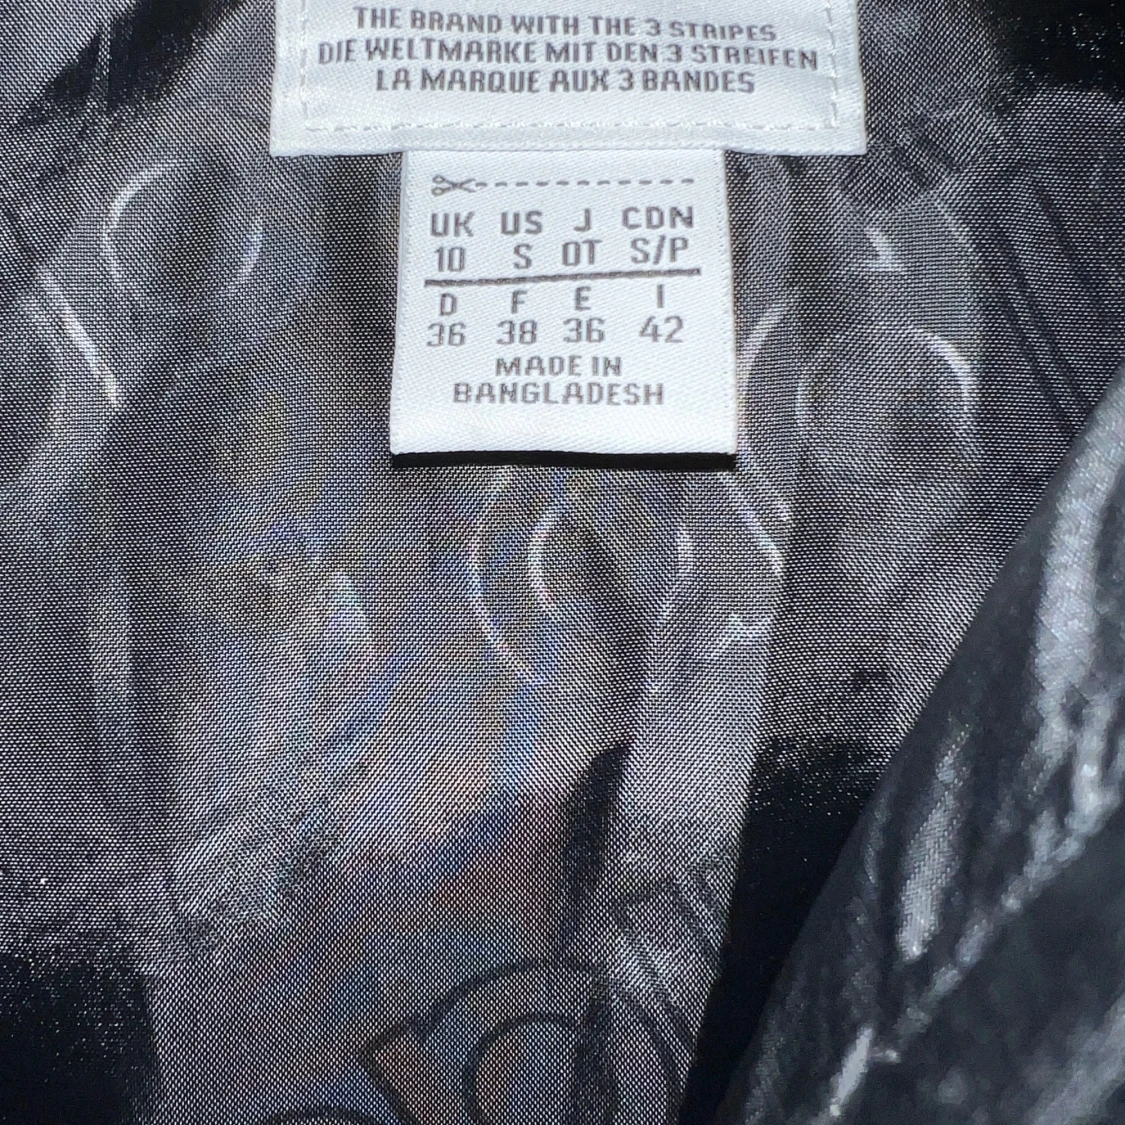 THE BRAND WITH THE 3 STRIPES
DIE WELTMARKE MIT DEN 3 STREIFEN
LA MARQUE AUX 3 BANDES
UK US J CDN
10 S OT S/P
D F E I
36 38 36 42
MADE IN
BANGLADESH